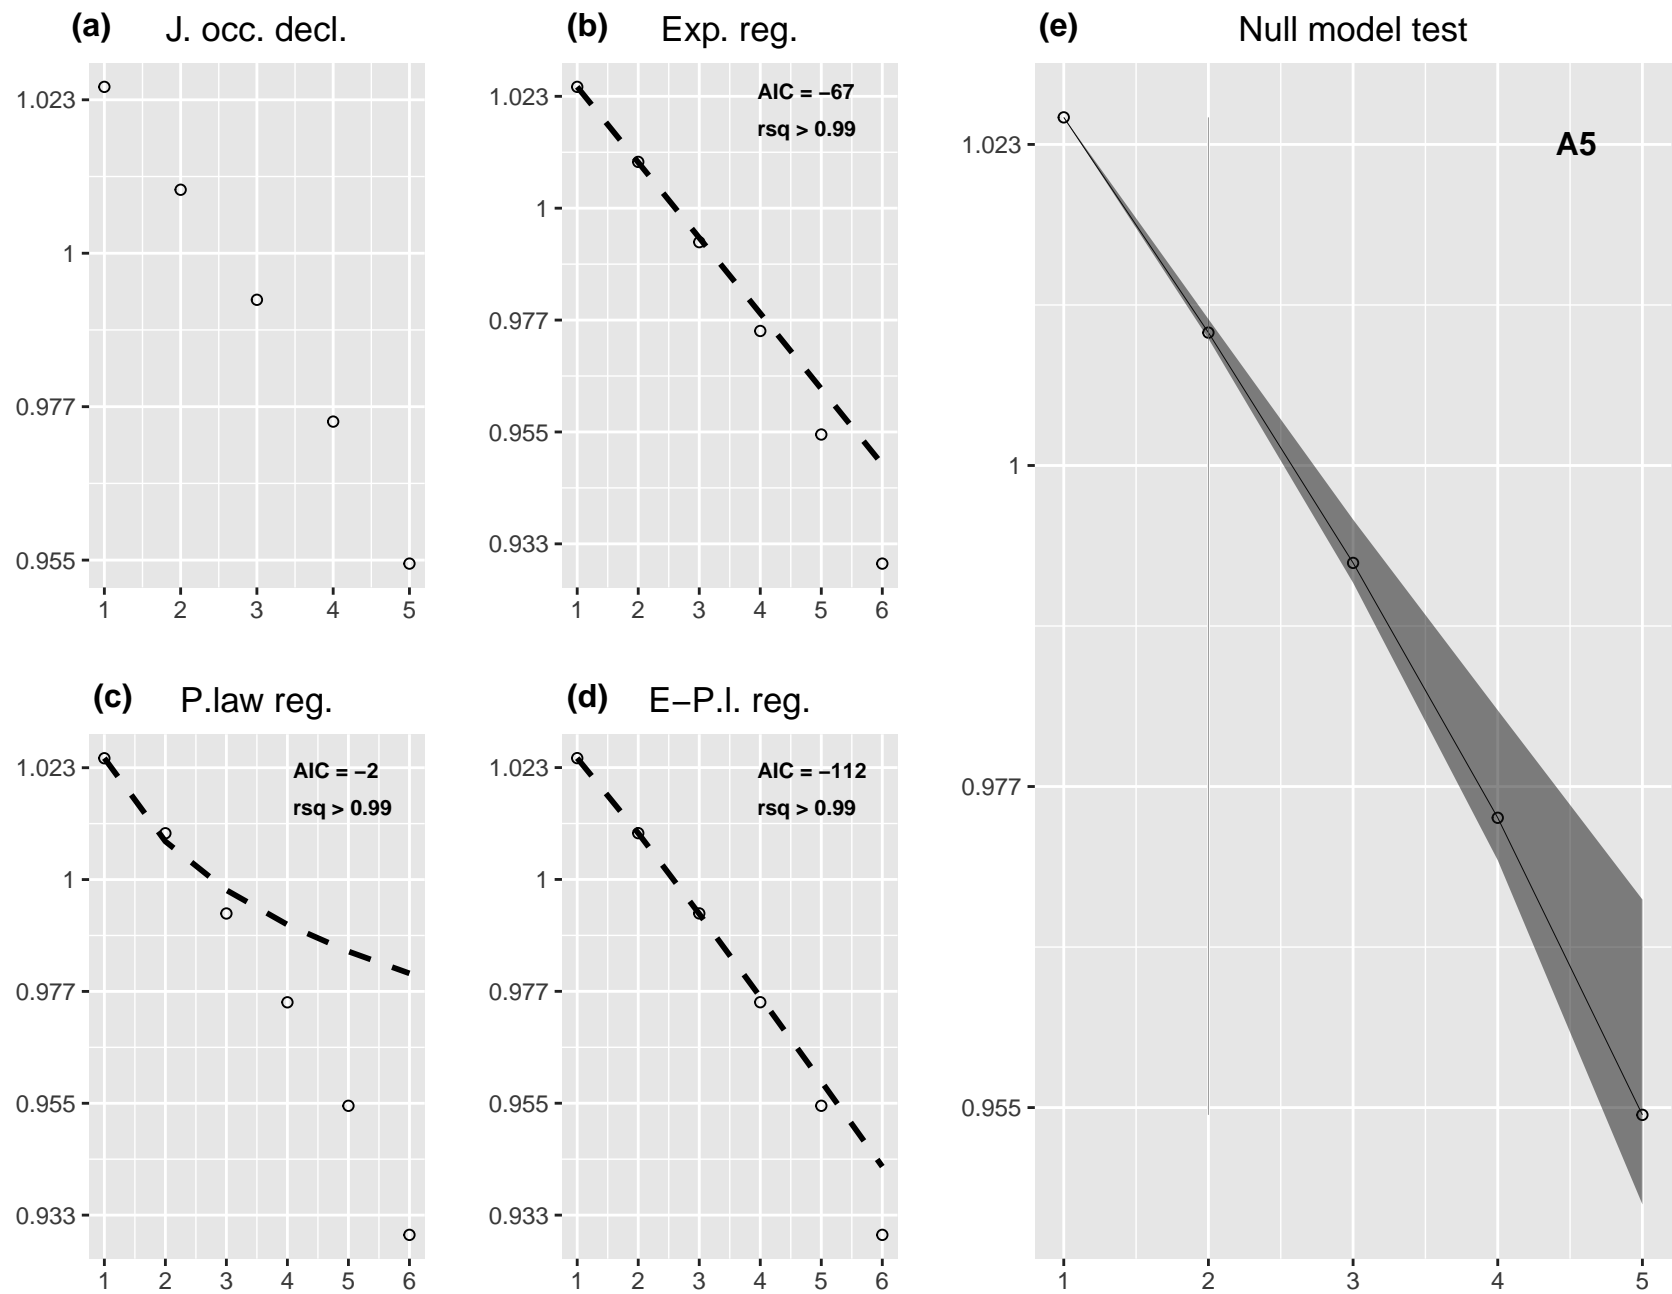 (a) J. occ. decl.
1.023
1
0.977
0.955
1 2 3 4 5
(b) Exp. reg.
AIC = −67
rsq > 0.99
1.023
1
0.977
0.955
0.933
1 2 3 4 5 6
(c) P.law reg.
AIC = −2
rsq > 0.99
1.023
1
0.977
0.955
0.933
1 2 3 4 5 6
(d) E−P.l. reg.
AIC = −112
rsq > 0.99
1.023
1
0.977
0.955
0.933
1 2 3 4 5 6
(e) Null model test
A5
1.023
1
0.977
0.955
1 2 3 4 5